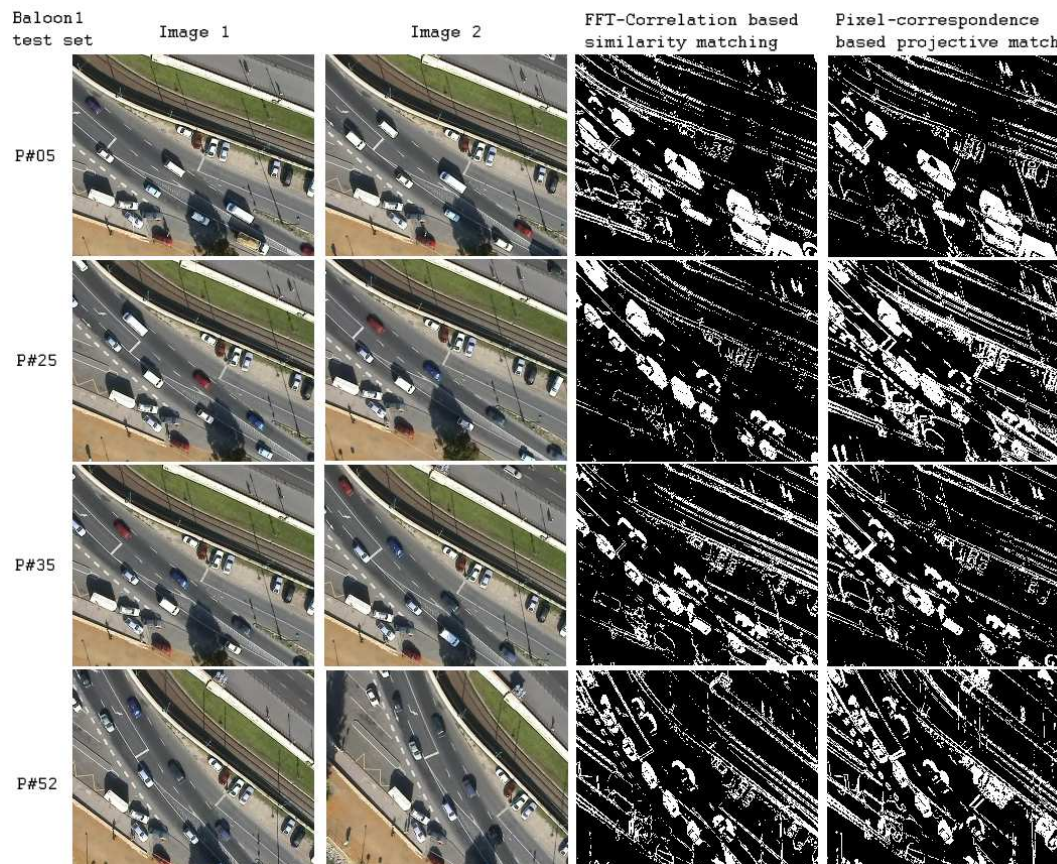 Baloon1
test set
Image 1
Image 2
FFT-Correlation based
similarity matching
Pixel-correspondence
based projective match
P#05
P#25
P#35
P#52